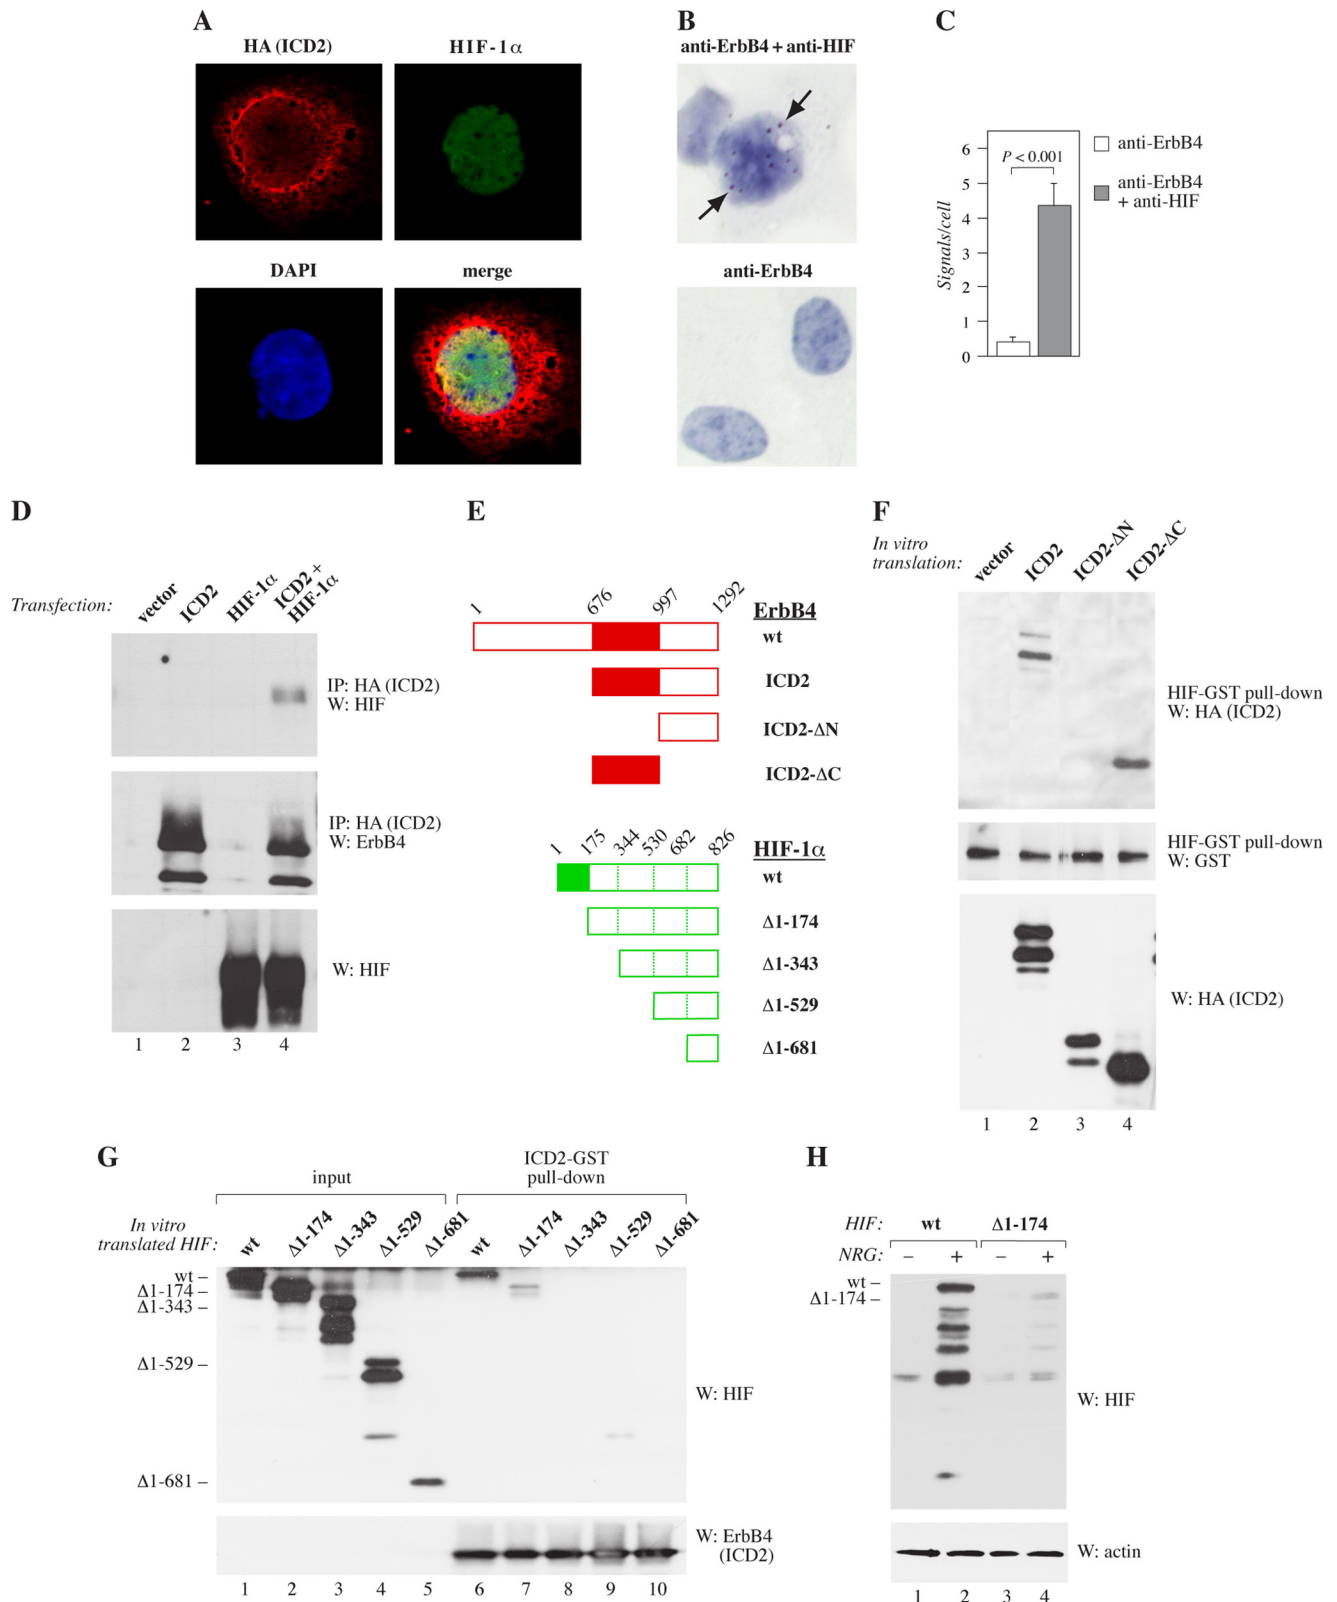 A
HA (ICD2)
HIF-1α
DAPI
merge
B
anti-ErbB4 + anti-HIF
anti-ErbB4
C
Signals/cell
6
5
4
3
2
1
0
P < 0.001
anti-ErbB4
anti-ErbB4
+ anti-HIF
D
Transfection:
vector
ICD2
HIF-1α
ICD2 +
HIF-1α
IP: HA (ICD2)
W: HIF
IP: HA (ICD2)
W: ErbB4
W: HIF
1 2 3 4
E
1 676 997 1292
ErbB4
wt
ICD2
ICD2-ΔN
ICD2-ΔC
1 175 344 530 682 826
HIF-1α
wt
Δ1-174
Δ1-343
Δ1-529
Δ1-681
F
In vitro
translation:
vector
ICD2
ICD2-ΔN
ICD2-ΔC
HIF-GST pull-down
W: HA (ICD2)
HIF-GST pull-down
W: GST
W: HA (ICD2)
1 2 3 4
G
input
ICD2-GST
pull-down
In vitro
translated HIF:
wt Δ1-174 Δ1-343 Δ1-529 Δ1-681 wt Δ1-174 Δ1-343 Δ1-529 Δ1-681
wt –
Δ1-174 –
Δ1-343 –
Δ1-529 –
Δ1-681 –
W: HIF
W: ErbB4
(ICD2)
1 2 3 4 5 6 7 8 9 10
H
HIF: wt Δ1-174
NRG: – + – +
wt –
Δ1-174 –
W: HIF
W: actin
1 2 3 4